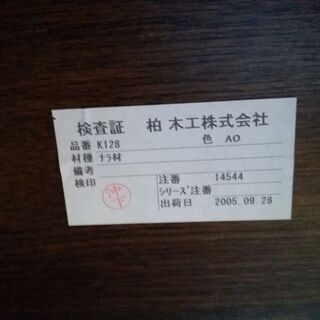 検査証 柏木工株式会社
品番 K128 色 AO
材種 ナラ材
備考
検印 注番 14544
シリーズ注番
出荷日 2005.09.28